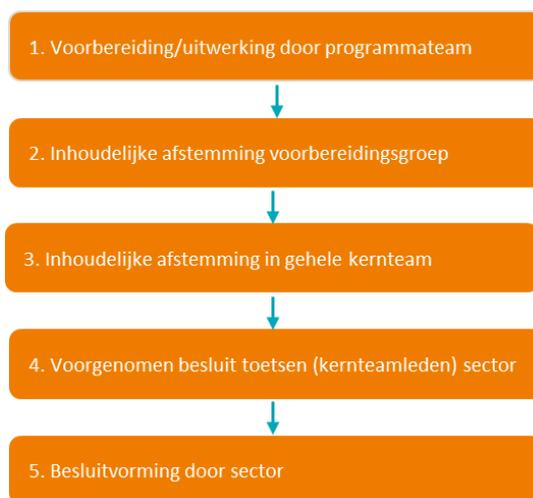 1. Voorbereiding/uitwerking door programmateam
2. Inhoudelijke afstemming voorbereidingsgroep
3. Inhoudelijke afstemming in gehele kernteam
4. Voorgenomen besluit toetsen (kernteamleden) sector
5. Besluitvorming door sector